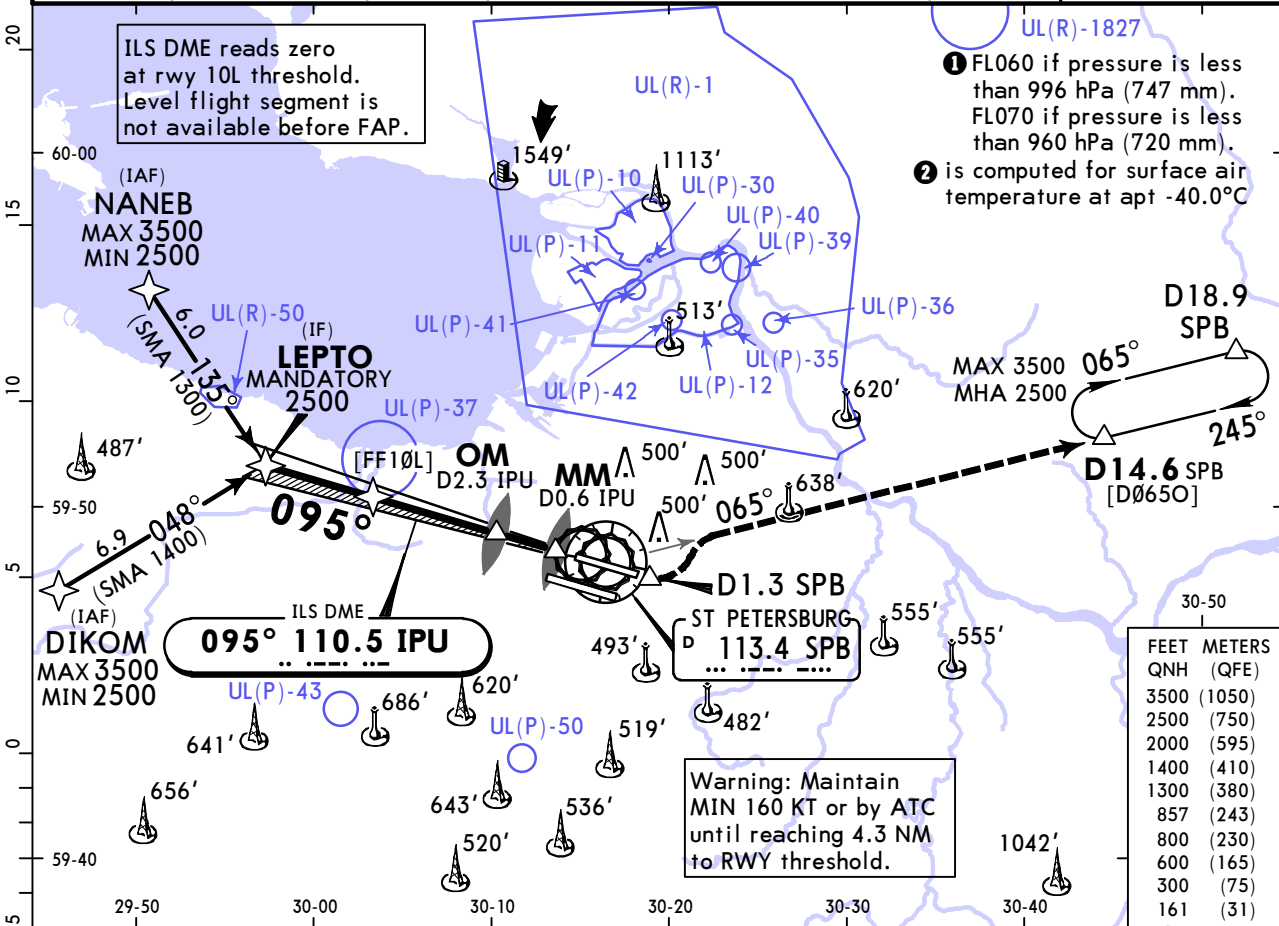 20
ILS DME reads zero
at rwy 10L threshold.
Level flight segment is
not available before FAP.
UL(R)-1827
❶ FL060 if pressure is less
than 996 hPa (747 mm).
FL070 if pressure is less
than 960 hPa (720 mm).
❷ is computed for surface air
temperature at apt -40.0°C
UL(R)-1
60-00
1549'
1113'
UL(P)-10
UL(P)-30
UL(P)-40
UL(P)-39
UL(P)-11
(IAF)
NANEB
MAX 3500
MIN 2500
15
UL(R)-50
6.0
135°
(SMA 1300)
(IF)
LEPTO
MANDATORY
2500
UL(P)-41
513'
UL(P)-36
UL(P)-35
UL(P)-42
UL(P)-12
D18.9
SPB
MAX 3500
MHA 2500
065°
245°
10
UL(P)-37
620'
487'
[FF10L]
OM
D2.3 IPU
MM
D0.6 IPU
500'
500'
500'
638'
D14.6 SPB
[DØ65O]
59-50
095°
065°
6.9
048°
(SMA 1400)
5
(IAF)
DIKOM
MAX 3500
MIN 2500
D1.3 SPB
ILS DME
095° 110.5 IPU
ST PETERSBURG
D 113.4 SPB
493'
482'
555'
555'
30-50
UL(P)-43
686'
620'
641'
UL(P)-50
519'
0
656'
643'
536'
520'
Warning: Maintain
MIN 160 KT or by ATC
until reaching 4.3 NM
to RWY threshold.
1042'
59-40
FEET METERS
QNH (QFE)
3500 (1050)
2500 (750)
2000 (595)
1400 (410)
1300 (380)
857 (243)
800 (230)
600 (165)
300 (75)
161 (31)
5
29-50
30-00
30-10
30-20
30-30
30-40